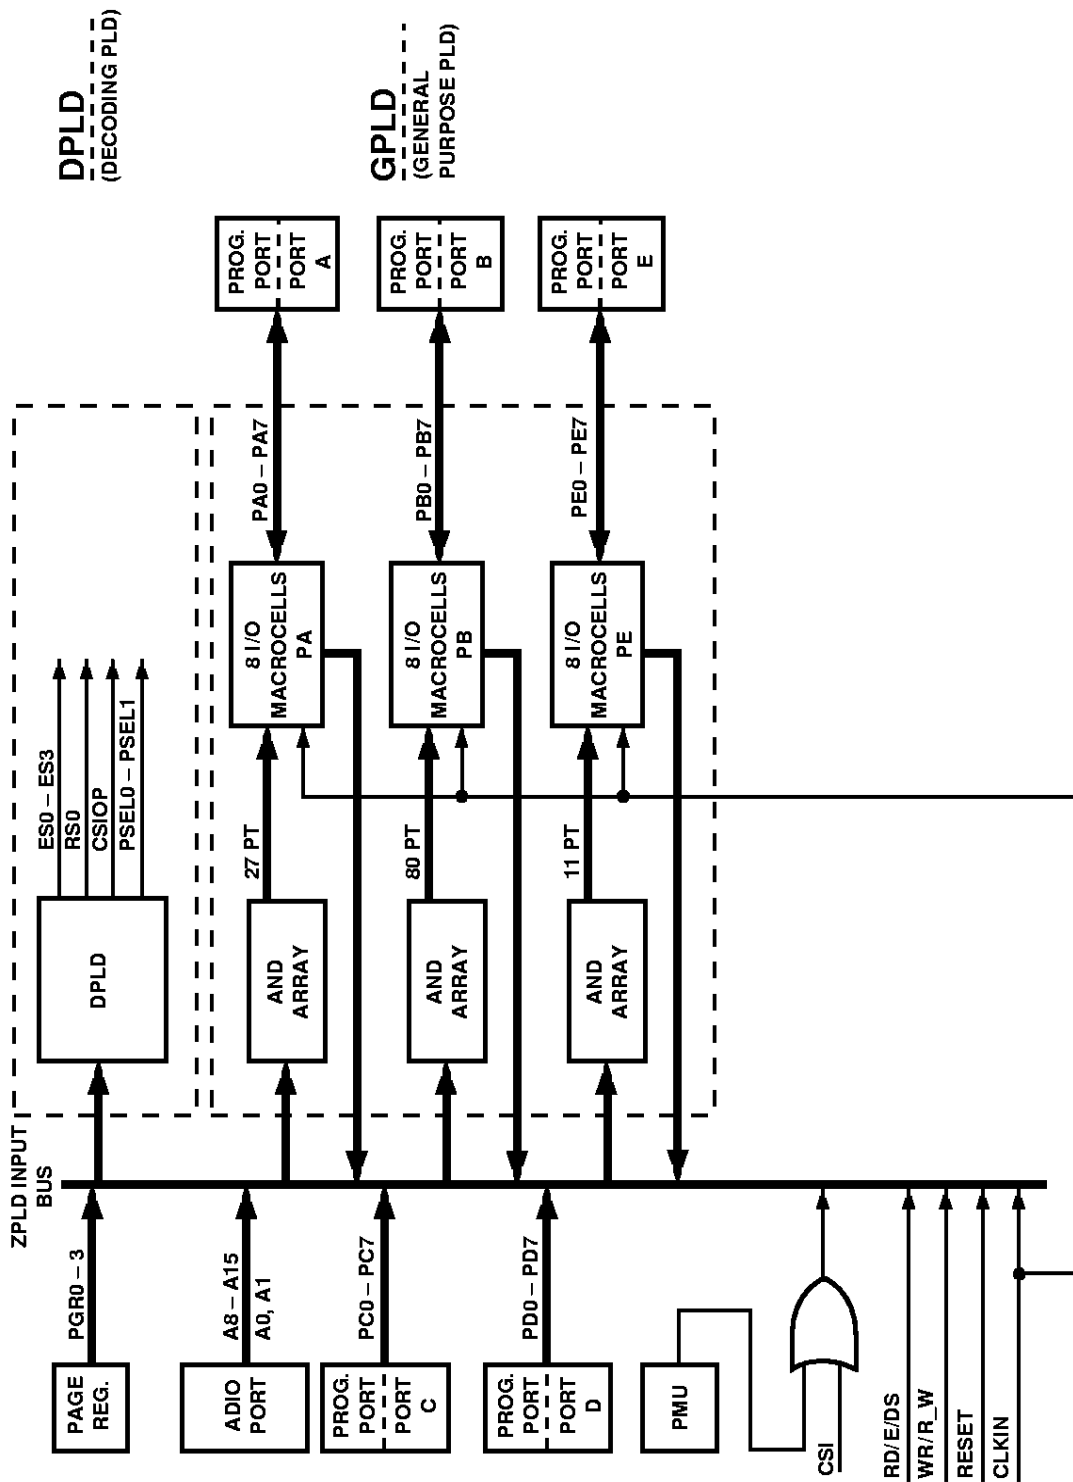 DPLD
(DECODING PLD)
GPLD
(GENERAL
PURPOSE PLD)
PROG.
PORT
PORT
A
PROG.
PORT
PORT
B
PROG.
PORT
PORT
E
PA0 – PA7
PB0 – PB7
PE0 – PE7
8 I/O
MACROCELLS
PA
8 I/O
MACROCELLS
PB
8 I/O
MACROCELLS
PE
ES0 – ES3
RS0
CSIOP
PSEL0 – PSEL1
27 PT
80 PT
11 PT
DPLD
AND
ARRAY
AND
ARRAY
AND
ARRAY
ZPLD INPUT
BUS
PGR0 – 3
A8 – A15
A0, A1
PC0 – PC7
PD0 – PD7
PAGE
REG.
ADIO
PORT
PROG.
PORT
PORT
C
PROG.
PORT
PORT
D
PMU
CSI
RD/E/DS
WR/R_W
RESET
CLKIN